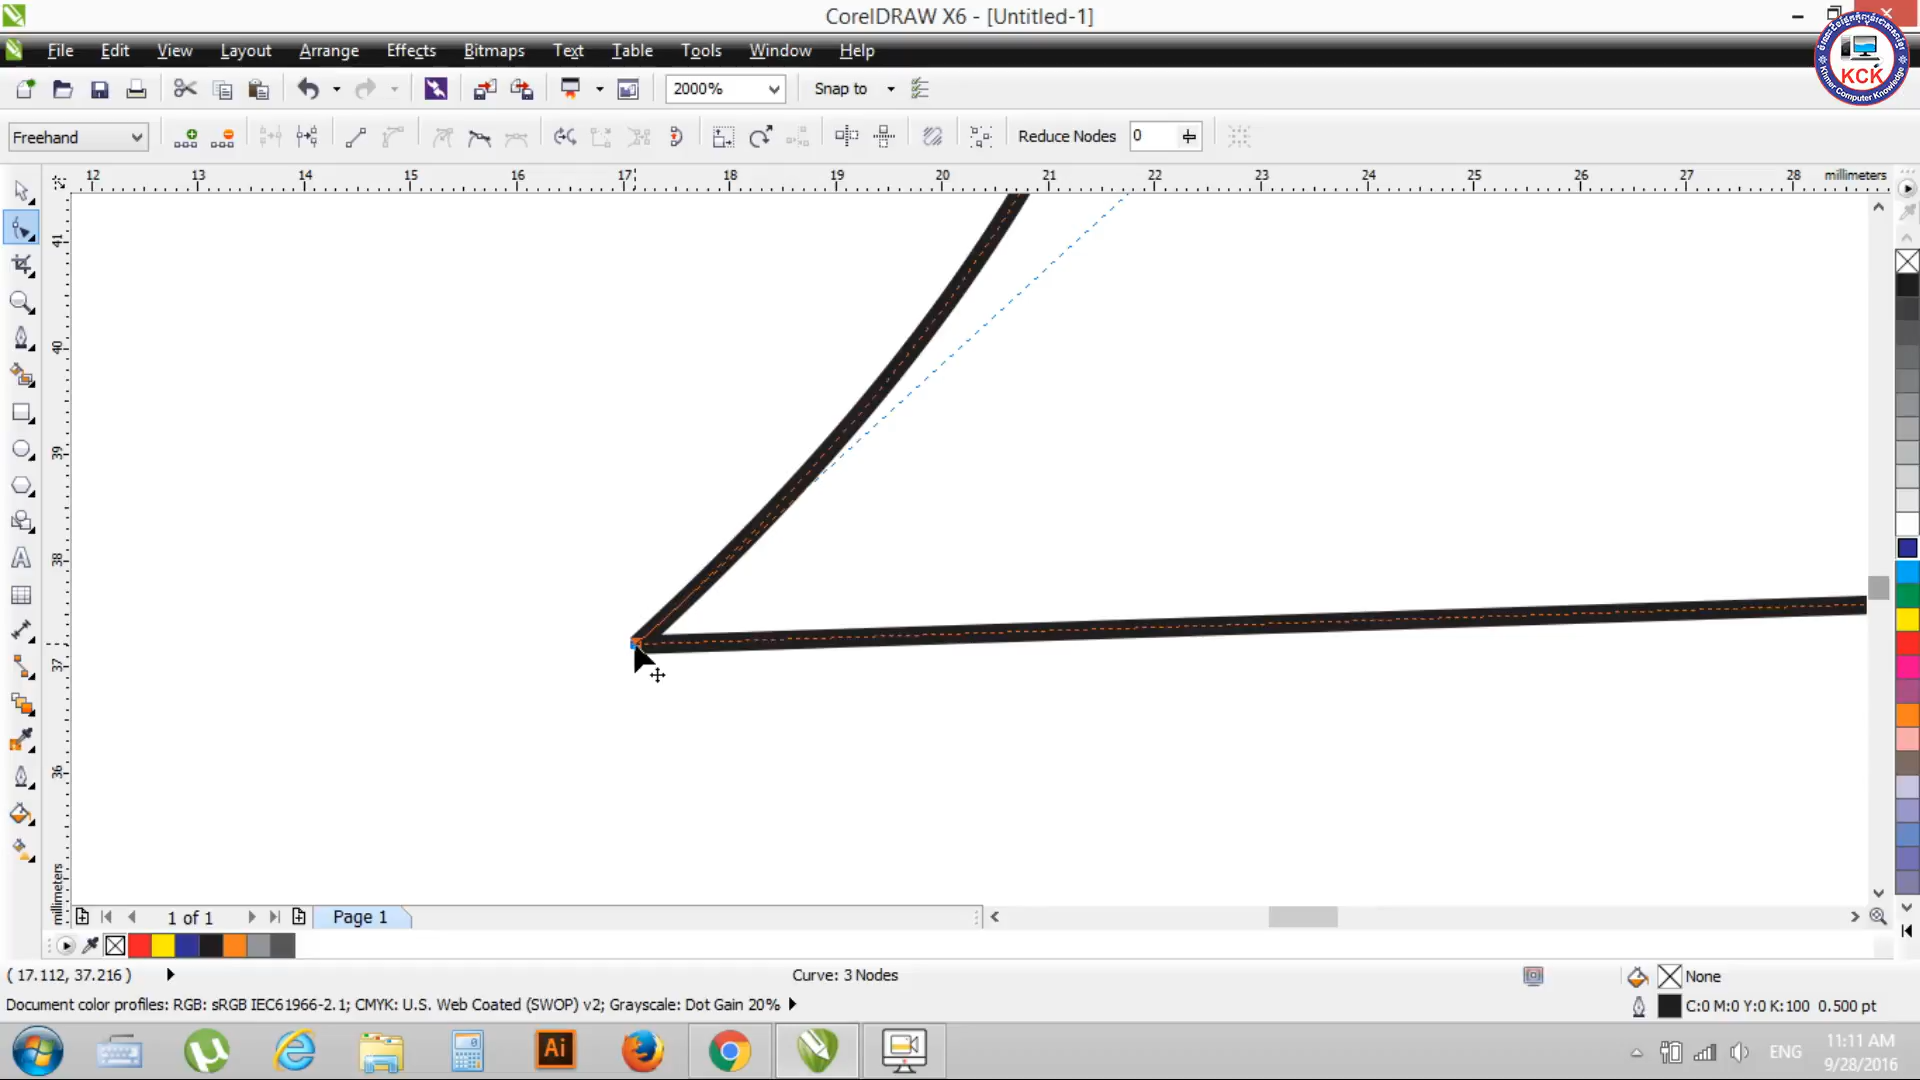 CorelDRAW X6 - [Untitled-1]
File Edit View Layout Arrange Effects Bitmaps Text Table Tools Window Help
KCK
Khmer Computer Knowledge
2000% Snap to
Freehand Reduce Nodes 0
12 13 14 15 16 17 18 19 20 21 22 23 24 25 26 27 28 millimeters
41
40
39
38
37
36
millimeters
1 of 1 Page 1
( 17.112, 37.216 ) Curve: 3 Nodes None
Document color profiles: RGB: sRGB IEC61966-2.1; CMYK: U.S. Web Coated (SWOP) v2; Grayscale: Dot Gain 20% C:0 M:0 Y:0 K:100 0.500 pt
Ai
ENG
11:11 AM
9/28/2016